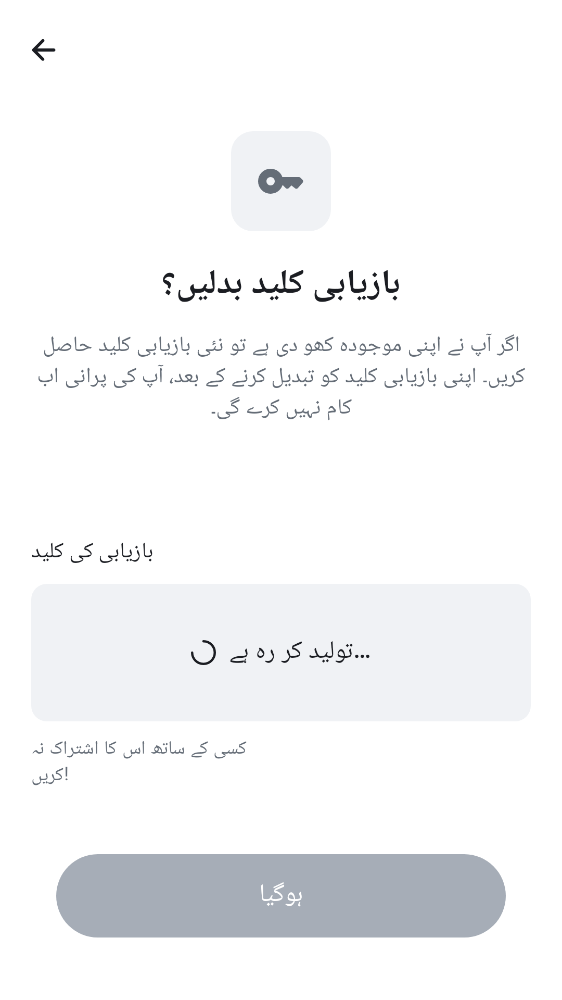 بازیابی کلید بدلیں؟
اگر آپ نے اپنی موجودہ کھو دی ہے تو نئی بازیابی کلید حاصل
کریں۔ اپنی بازیابی کلید کو تبدیل کرنے کے بعد، آپ کی پرانی اب
کام نہیں کرے گی۔
بازیابی کی کلید
تولید کر رہ ہے...
کسی کے ساتھ اس کا اشتراک نہ
کریں!
ہوگیا